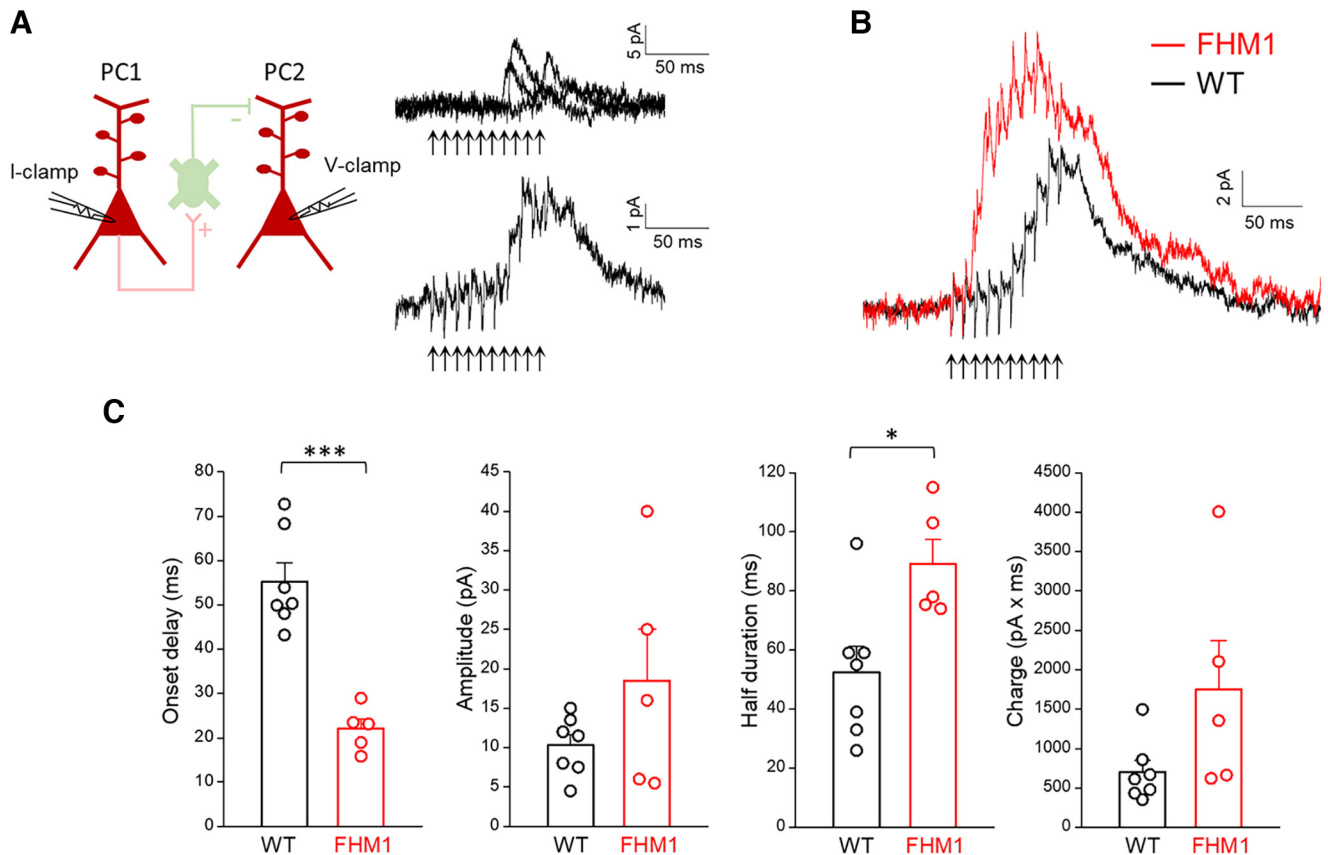 A
PC1
PC2
I-clamp
V-clamp
-
+
5 pA
50 ms
1 pA
50 ms
B
FHM1
WT
2 pA
50 ms
C
***
Onset delay (ms)
80
70
60
50
40
30
20
10
0
WT
FHM1
Amplitude (pA)
45
40
35
30
25
20
15
10
5
0
WT
FHM1
*
Half duration (ms)
120
100
80
60
40
20
0
WT
FHM1
Charge (pA x ms)
4500
4000
3500
3000
2500
2000
1500
1000
500
0
WT
FHM1